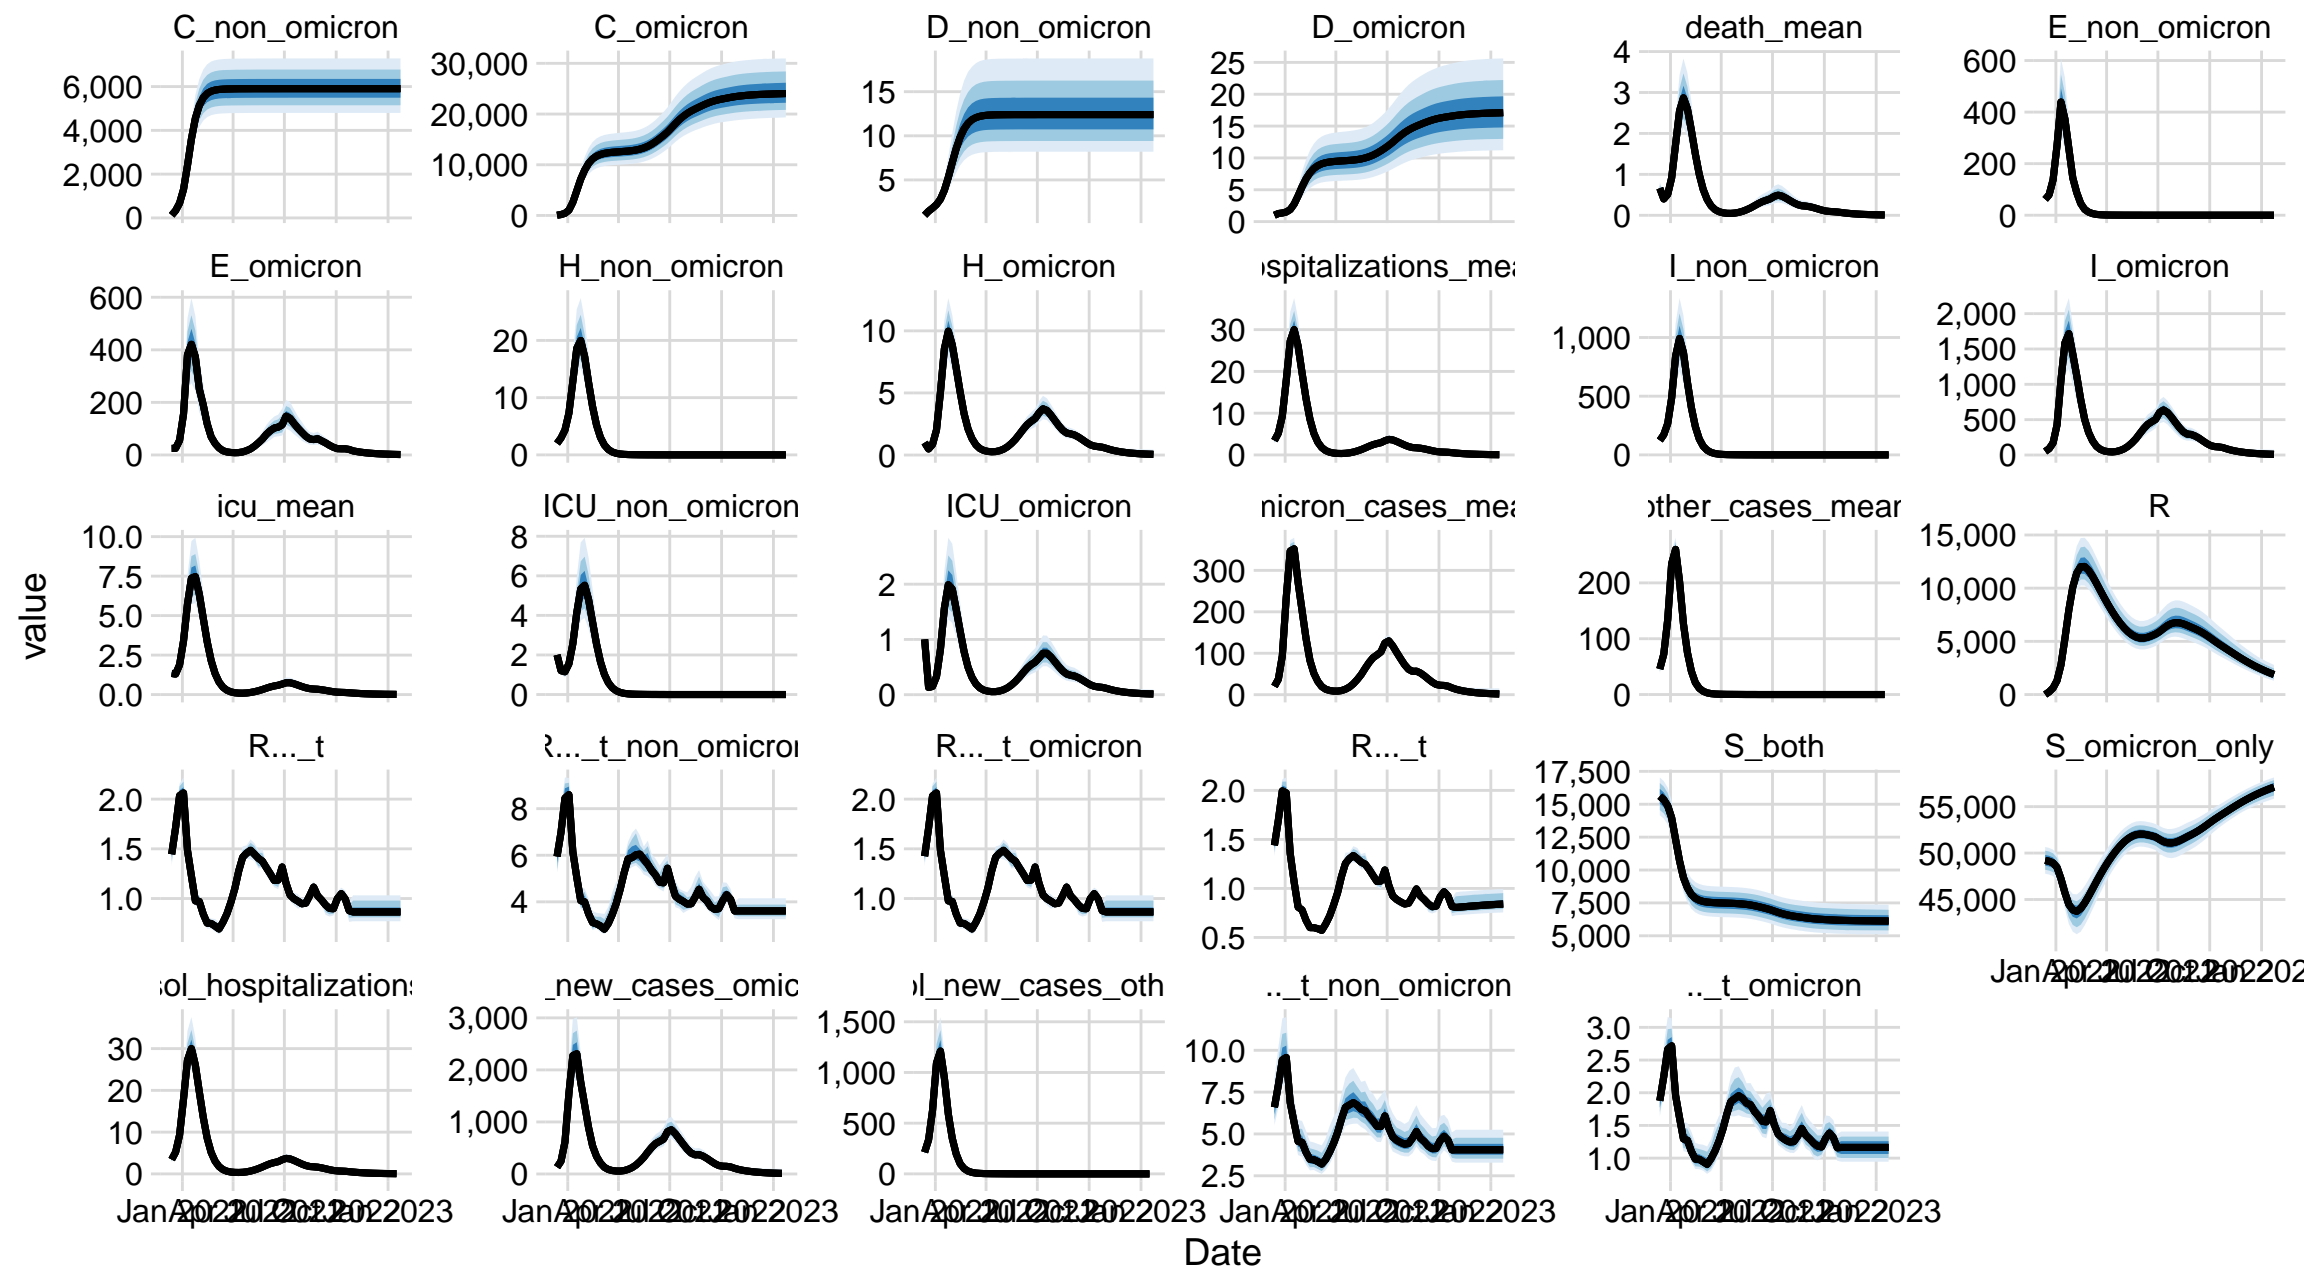 C_non_omicron C_omicron D_non_omicron D_omicron death_mean E_non_omicron
6,000 4,000 2,000 0
30,000 20,000 10,000 0
15 10 5
25 20 15 10 5 0
4 3 2 1 0
600 400 200 0
E_omicron H_non_omicron H_omicron spitalizations_mea I_non_omicron I_omicron
600 400 200 0
20 10 0
10 5 0
30 20 10 0
1,000 500 0
2,000 1,500 1,000 500 0
icu_mean ICU_non_omicron ICU_omicron micron_cases_mea other_cases_mean R
10.0 7.5 5.0 2.5 0.0
8 6 4 2 0
2 1 0
300 200 100 0
200 100 0
15,000 10,000 5,000 0
value
R..._t R..._t_non_omicron R..._t_omicron R..._t S_both S_omicron_only
2.0 1.5 1.0
8 6 4
2.0 1.5 1.0
2.0 1.5 1.0 0.5
17,500 15,000 12,500 10,000 7,500 5,000
55,000 50,000 45,000
sol_hospitalizations _new_cases_omic ol_new_cases_oth .._t_non_omicron .._t_omicron
30 20 10 0
3,000 2,000 1,000 0
1,500 1,000 500 0
10.0 7.5 5.0 2.5
3.0 2.5 2.0 1.5 1.0
Date